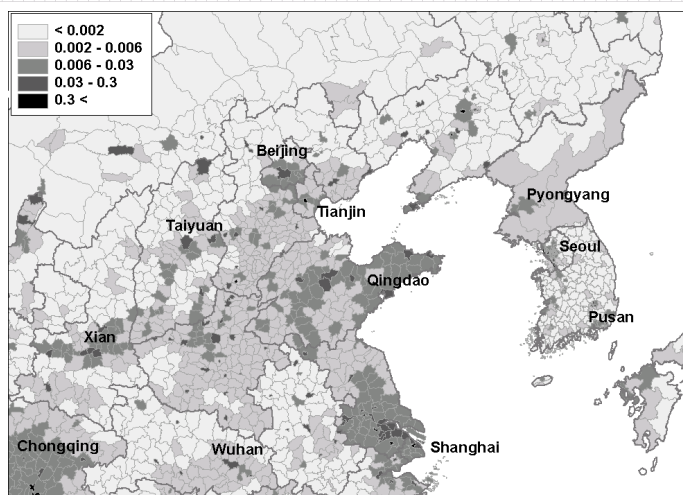 < 0.002
0.002 - 0.006
0.006 - 0.03
0.03 - 0.3
0.3 <
Beijing
Tianjin
Pyongyang
Taiyuan
Seoul
Qingdao
Pusan
Xian
Chongqing
Wuhan
Shanghai